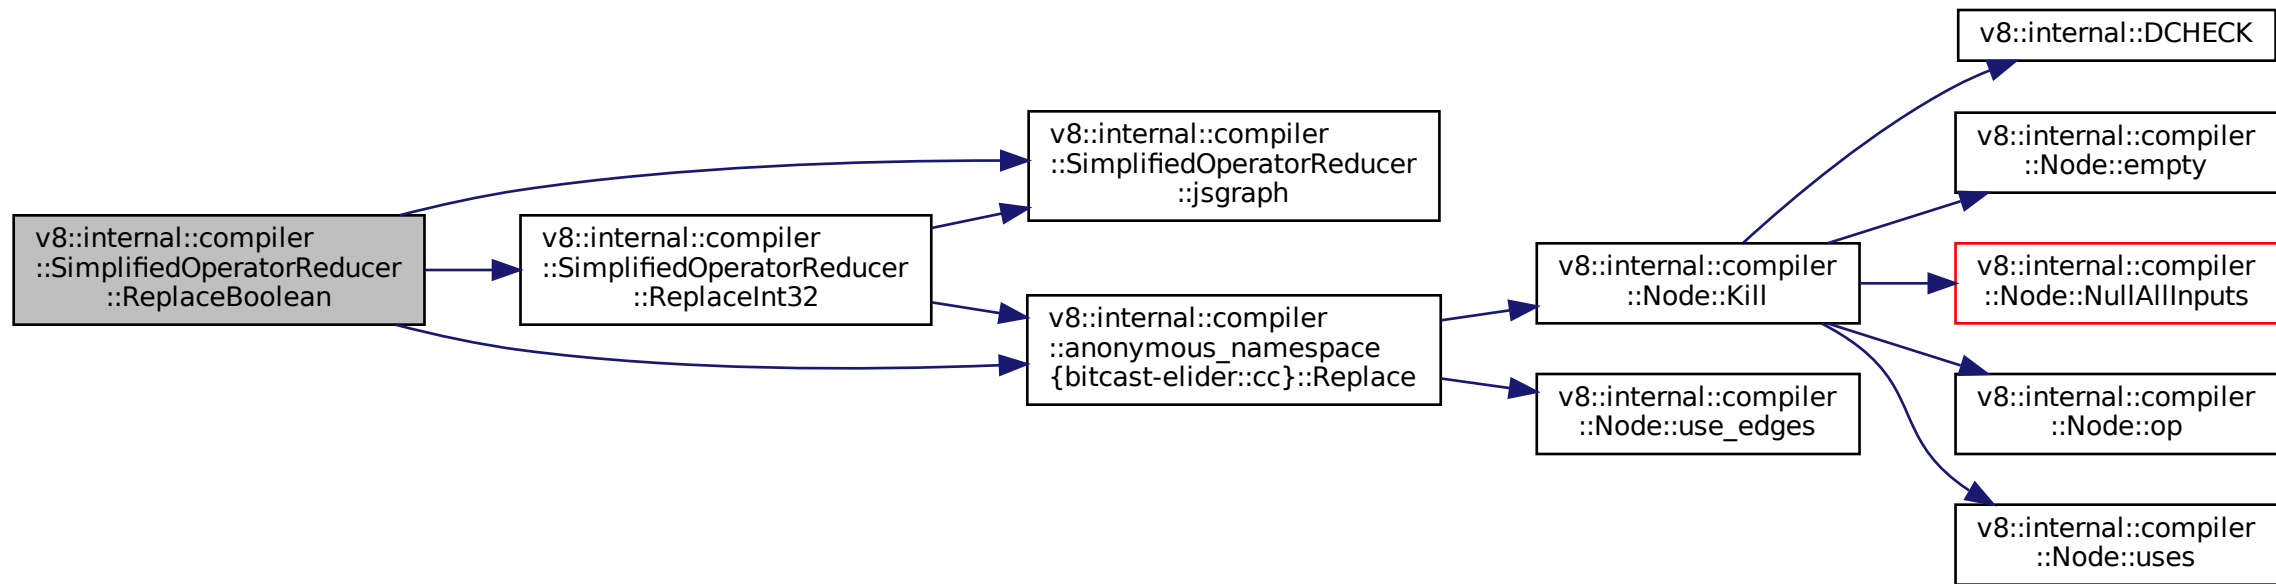 v8::internal::compiler
::SimplifiedOperatorReducer
::ReplaceBoolean
v8::internal::compiler
::SimplifiedOperatorReducer
::ReplaceInt32
v8::internal::compiler
::SimplifiedOperatorReducer
::jsgraph
v8::internal::compiler
::anonymous_namespace
{bitcast-elider::cc}::Replace
v8::internal::compiler
::Node::Kill
v8::internal::compiler
::Node::use_edges
v8::internal::DCHECK
v8::internal::compiler
::Node::empty
v8::internal::compiler
::Node::NullAllInputs
v8::internal::compiler
::Node::op
v8::internal::compiler
::Node::uses